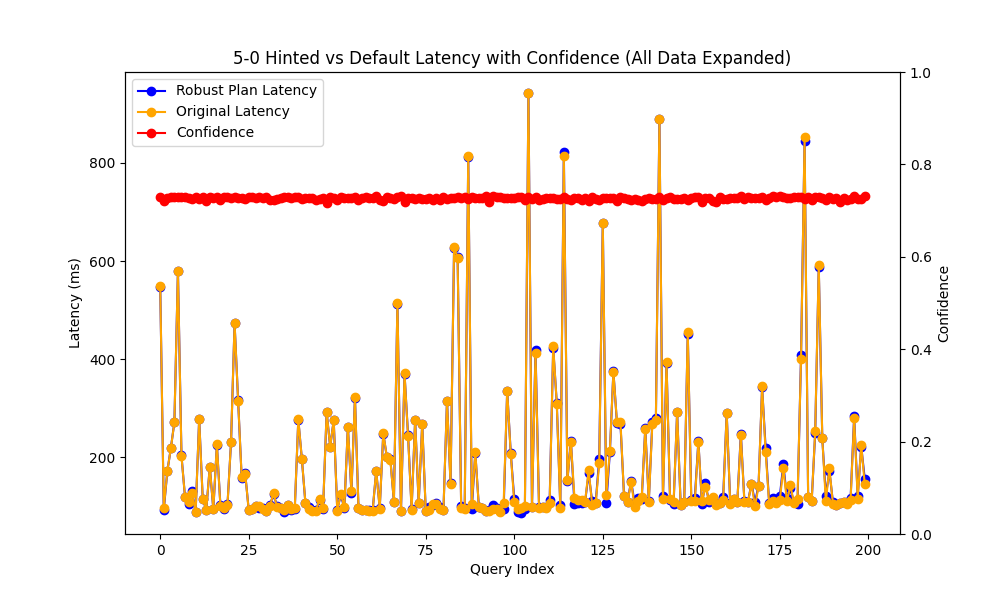 5-0 Hinted vs Default Latency with Confidence (All Data Expanded)
Robust Plan Latency
Original Latency
Confidence
Latency (ms)
800
600
400
200
1.0
0.8
0.6
0.4
0.2
0.0
Confidence
0 25 50 75 100 125 150 175 200
Query Index